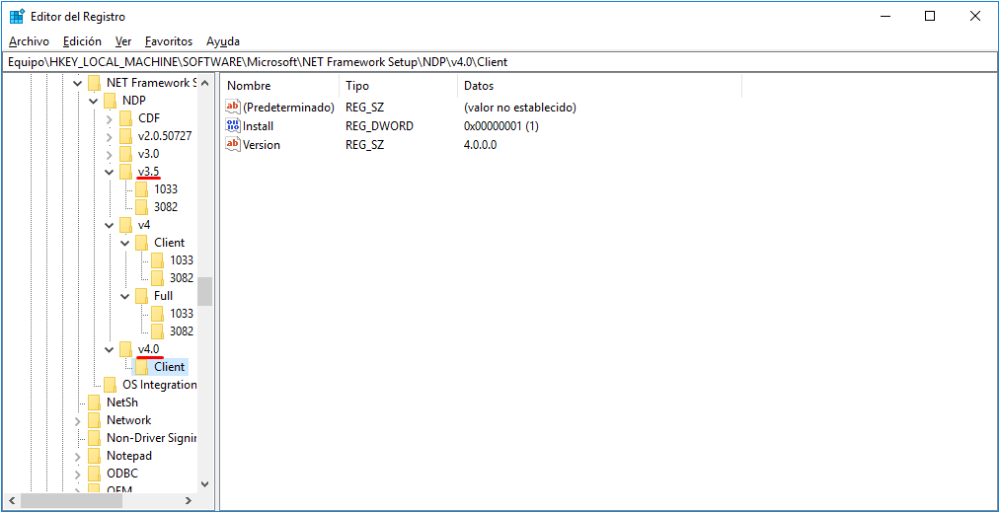 Editor del Registro
Archivo Edición Ver Favoritos Ayuda
Equipo\HKEY_LOCAL_MACHINE\SOFTWARE\Microsoft\NET Framework Setup\NDP\v4.0\Client
NET Framework S
NDP
CDF
v2.0.50727
v3.0
v3.5
1033
3082
v4
Client
1033
3082
Full
1033
3082
v4.0
Client
OS Integration
NetSh
Network
Non-Driver Signin
Notepad
ODBC
OEM
Nombre Tipo Datos
ab (Predeterminado) REG_SZ (valor no establecido)
Install REG_DWORD 0x00000001 (1)
ab Version REG_SZ 4.0.0.0